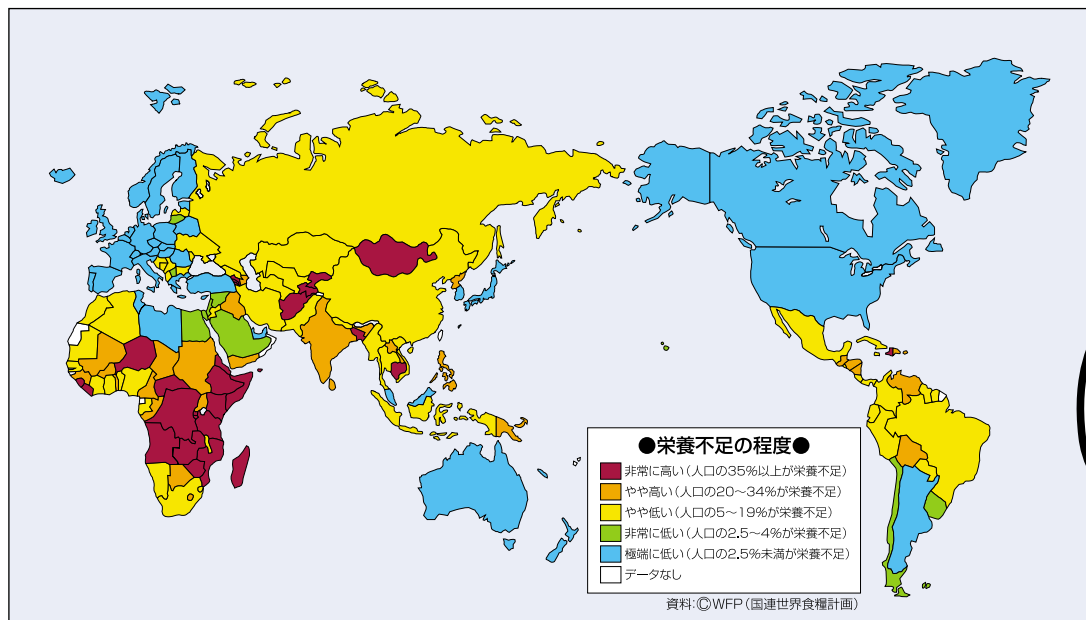 ●栄養不足の程度●
非常に高い(人口の35%以上が栄養不足)
やや高い(人口の20〜34%が栄養不足)
やや低い(人口の5〜19%が栄養不足)
非常に低い(人口の2.5〜4%が栄養不足)
極端に低い(人口の2.5%未満が栄養不足)
データなし
資料:©WFP(国連世界食糧計画)